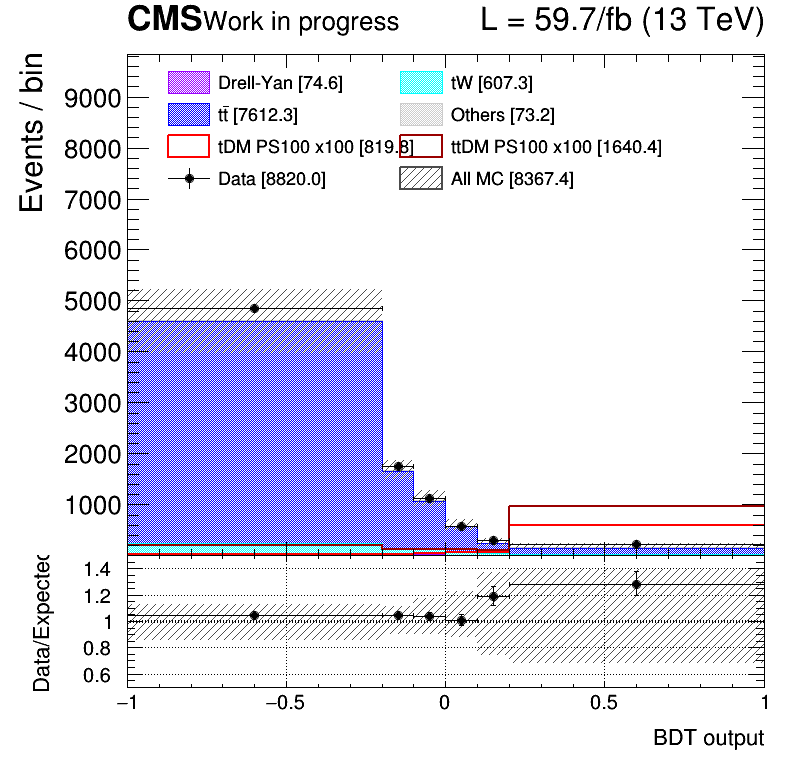 CMS Work in progress L = 59.7/fb (13 TeV)
Events / bin
Drell-Yan [74.6] tW [607.3]
tt̄ [7612.3] Others [73.2]
tDM PS100 x100 [819.8] ttDM PS100 x100 [1640.4]
Data [8820.0] All MC [8367.4]
9000
8000
7000
6000
5000
4000
3000
2000
1000
Data/Expected
1.4
1.2
1
0.8
0.6
−1 −0.5 0 0.5 1
BDT output